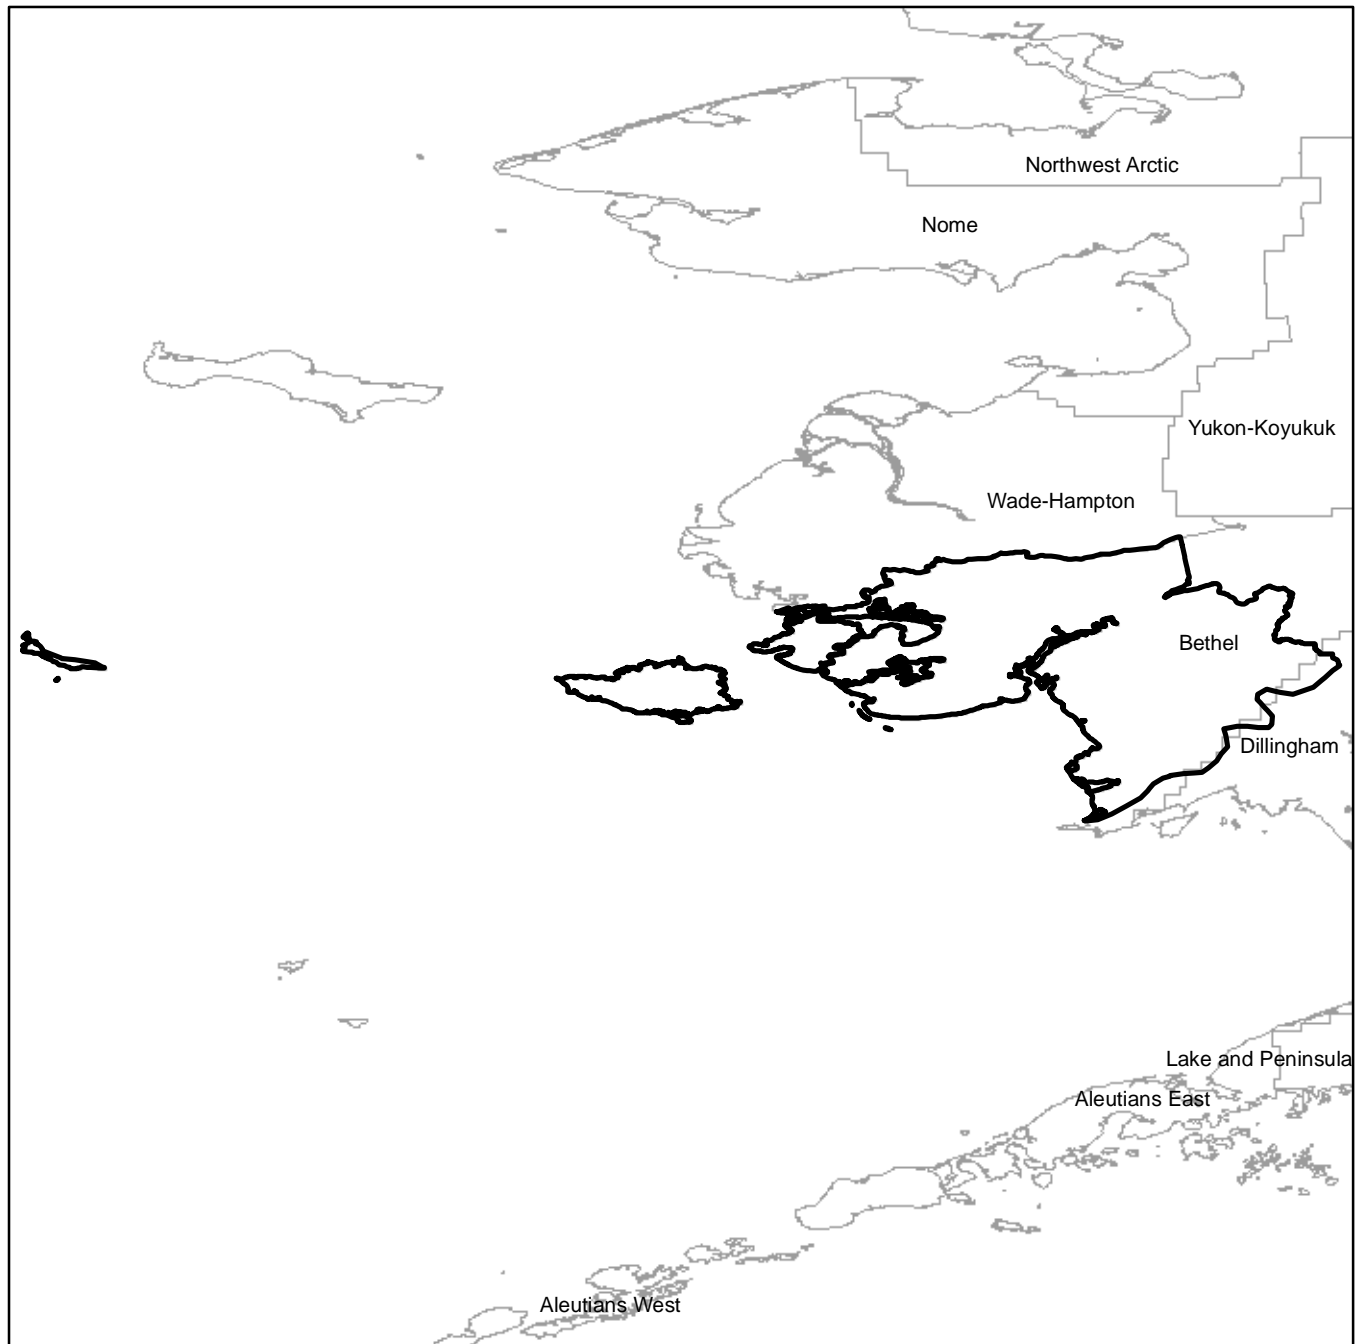 Northwest Arctic
Nome
Yukon-Koyukuk
Wade-Hampton
Bethel
Dillingham
Lake and Peninsula
Aleutians East
Aleutians West